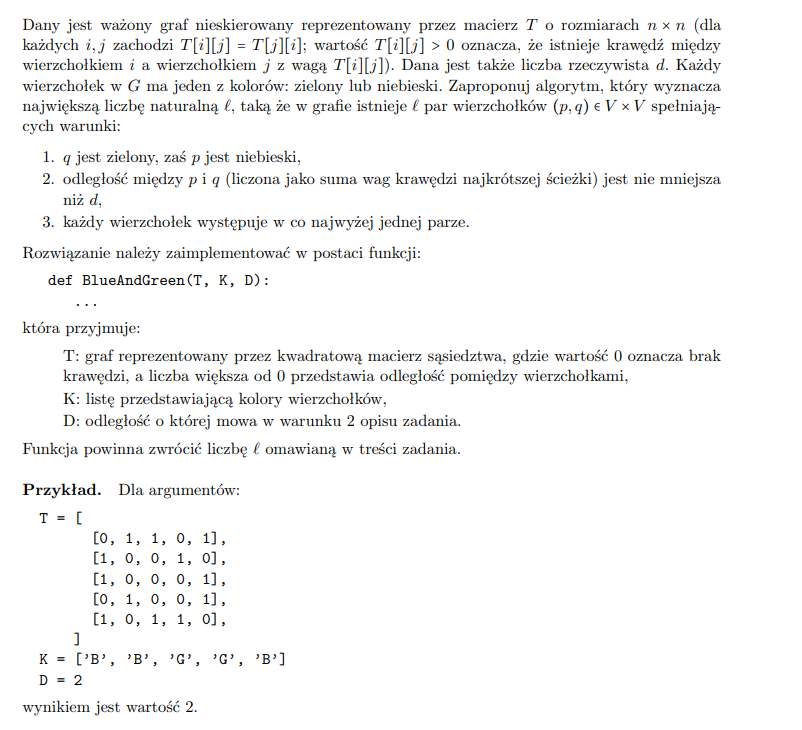 Dany jest ważony graf nieskierowany reprezentowany przez macierz T o rozmiarach n × n (dla
każdych i, j zachodzi T[i][j] = T[j][i]; wartość T[i][j] > 0 oznacza, że istnieje krawędź między
wierzchołkiem i a wierzchołkiem j z wagą T[i][j]). Dana jest także liczba rzeczywista d. Każdy
wierzchołek w G ma jeden z kolorów: zielony lub niebieski. Zaproponuj algorytm, który wyznacza
największą liczbę naturalną ℓ, taką że w grafie istnieje ℓ par wierzchołków (p, q) ∈ V × V spełniają-
cych warunki:
1. q jest zielony, zaś p jest niebieski,
2. odległość między p i q (liczona jako suma wag krawędzi najkrótszej ścieżki) jest nie mniejsza
niż d,
3. każdy wierzchołek występuje w co najwyżej jednej parze.
Rozwiązanie należy zaimplementować w postaci funkcji:
def BlueAndGreen(T, K, D):
...
która przyjmuje:
T: graf reprezentowany przez kwadratową macierz sąsiedztwa, gdzie wartość 0 oznacza brak
krawędzi, a liczba większa od 0 przedstawia odległość pomiędzy wierzchołkami,
K: listę przedstawiającą kolory wierzchołków,
D: odległość o której mowa w warunku 2 opisu zadania.
Funkcja powinna zwrócić liczbę ℓ omawianą w treści zadania.
Przykład. Dla argumentów:
T = [
[0, 1, 1, 0, 1],
[1, 0, 0, 1, 0],
[1, 0, 0, 0, 1],
[0, 1, 0, 0, 1],
[1, 0, 1, 1, 0],
]
K = ['B', 'B', 'G', 'G', 'B']
D = 2
wynikiem jest wartość 2.